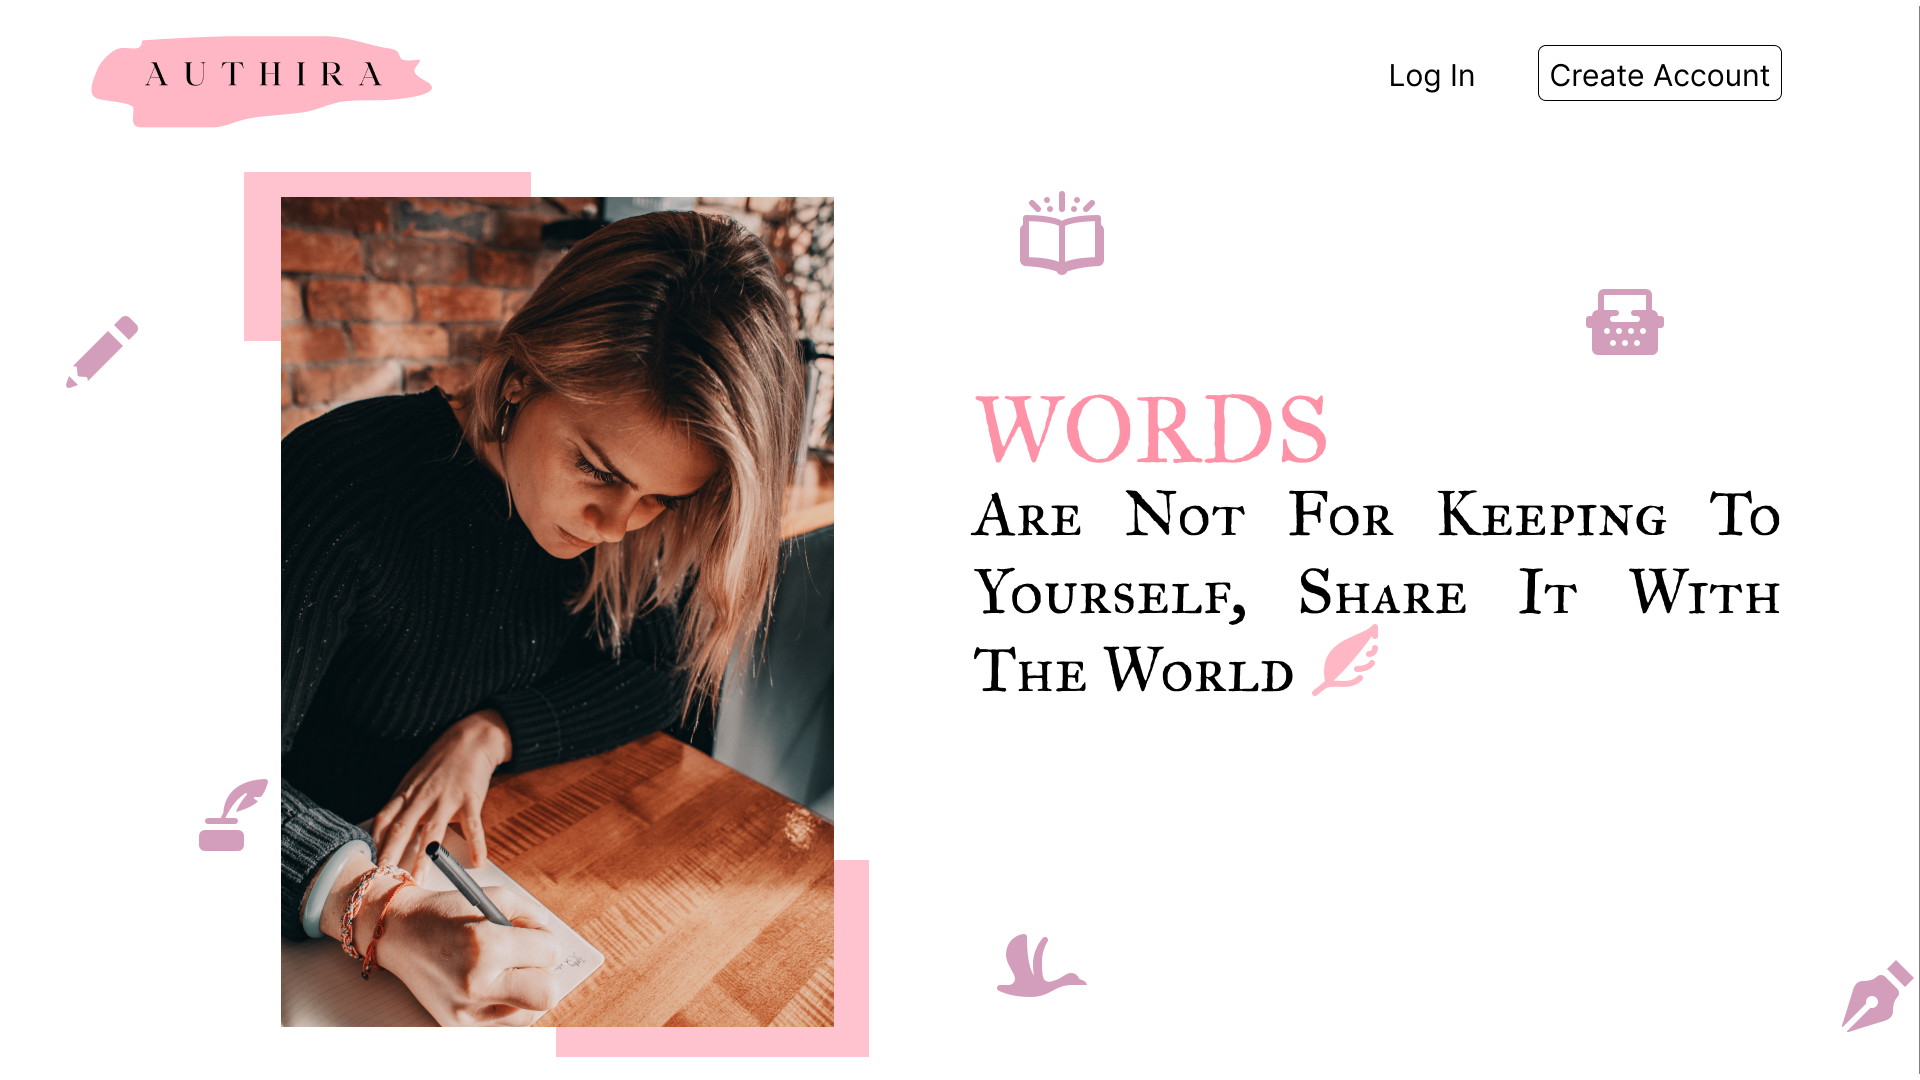 AUTHIRA
Log In
Create Account
WORDS
Are Not For Keeping To
Yourself, Share It With
The World